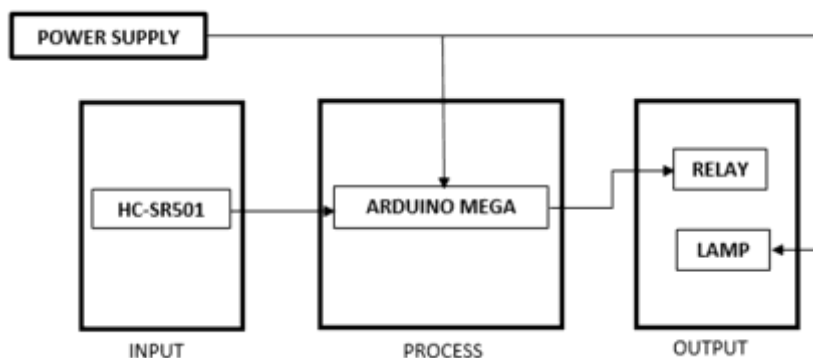 POWER SUPPLY
HC-SR501
ARDUINO MEGA
RELAY
LAMP
INPUT
PROCESS
OUTPUT